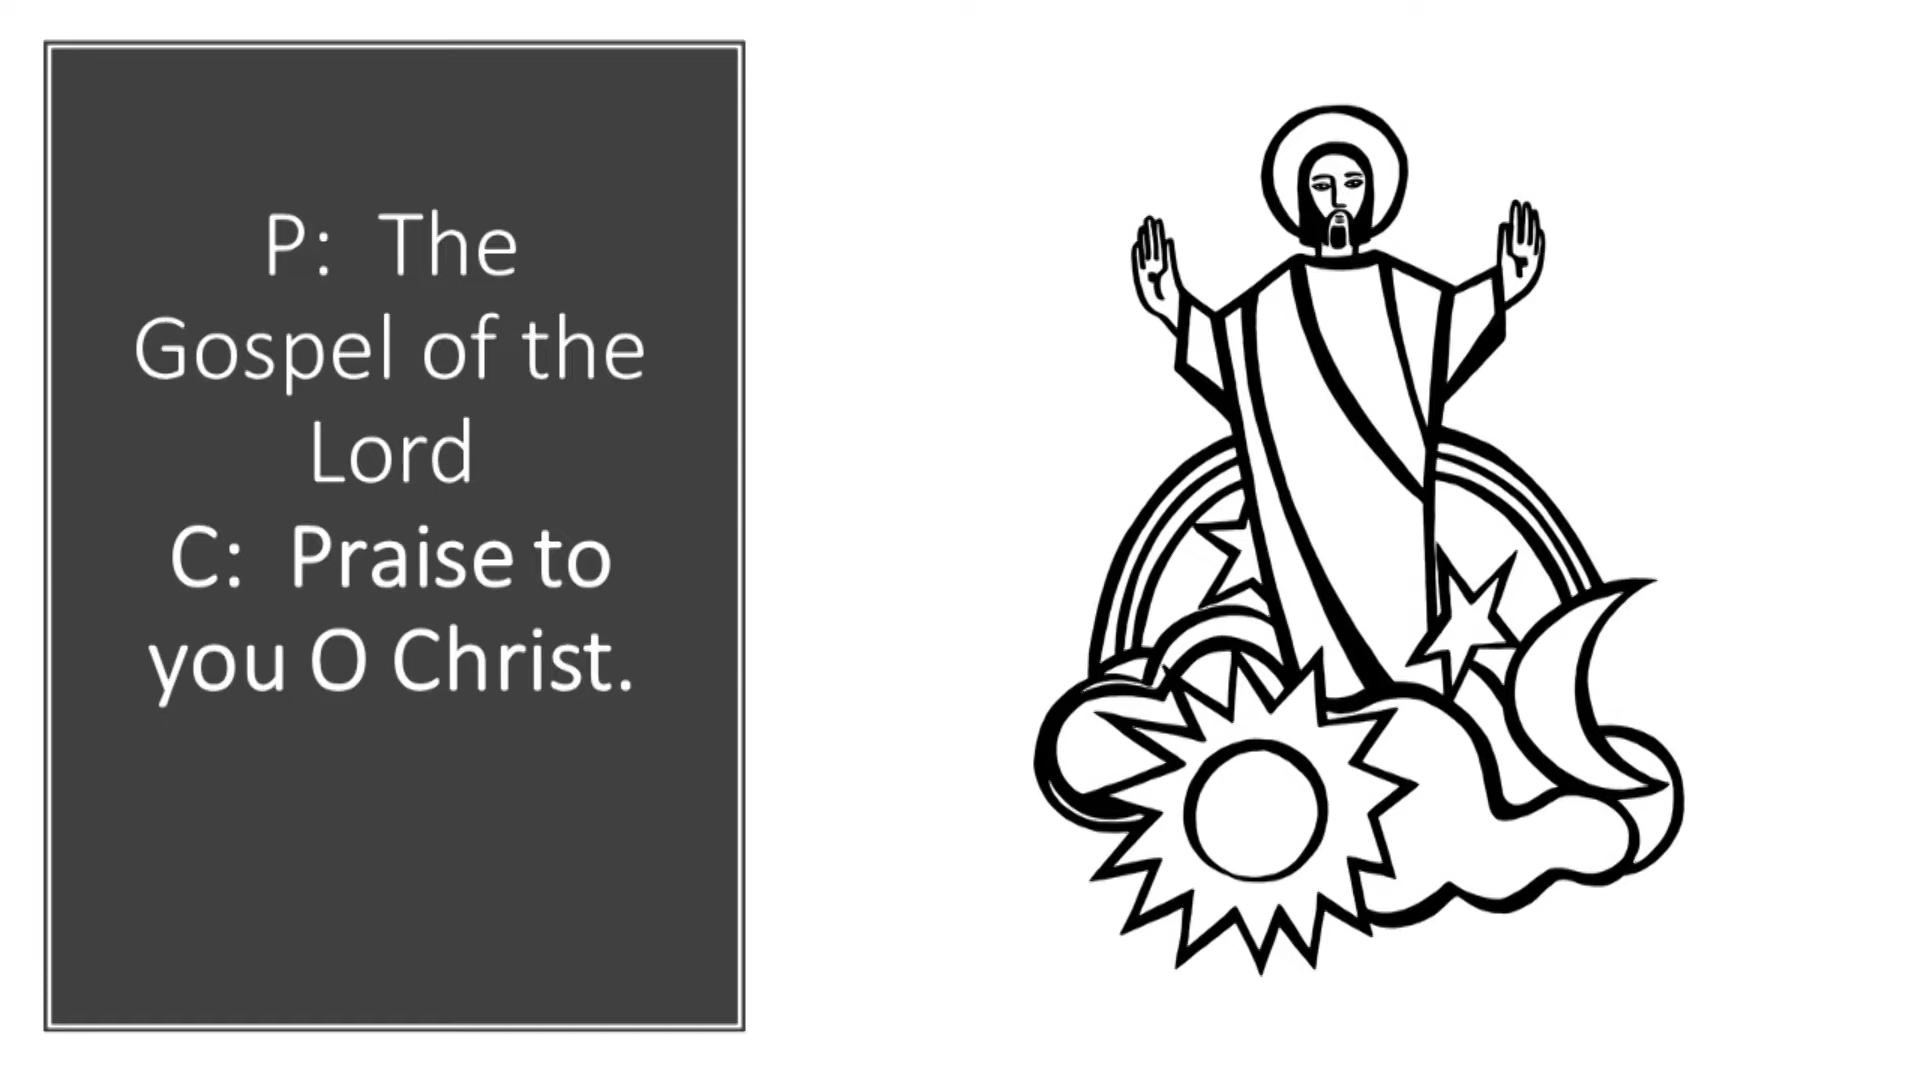 P:  The
Gospel of the
Lord
C:  Praise to
you O Christ.